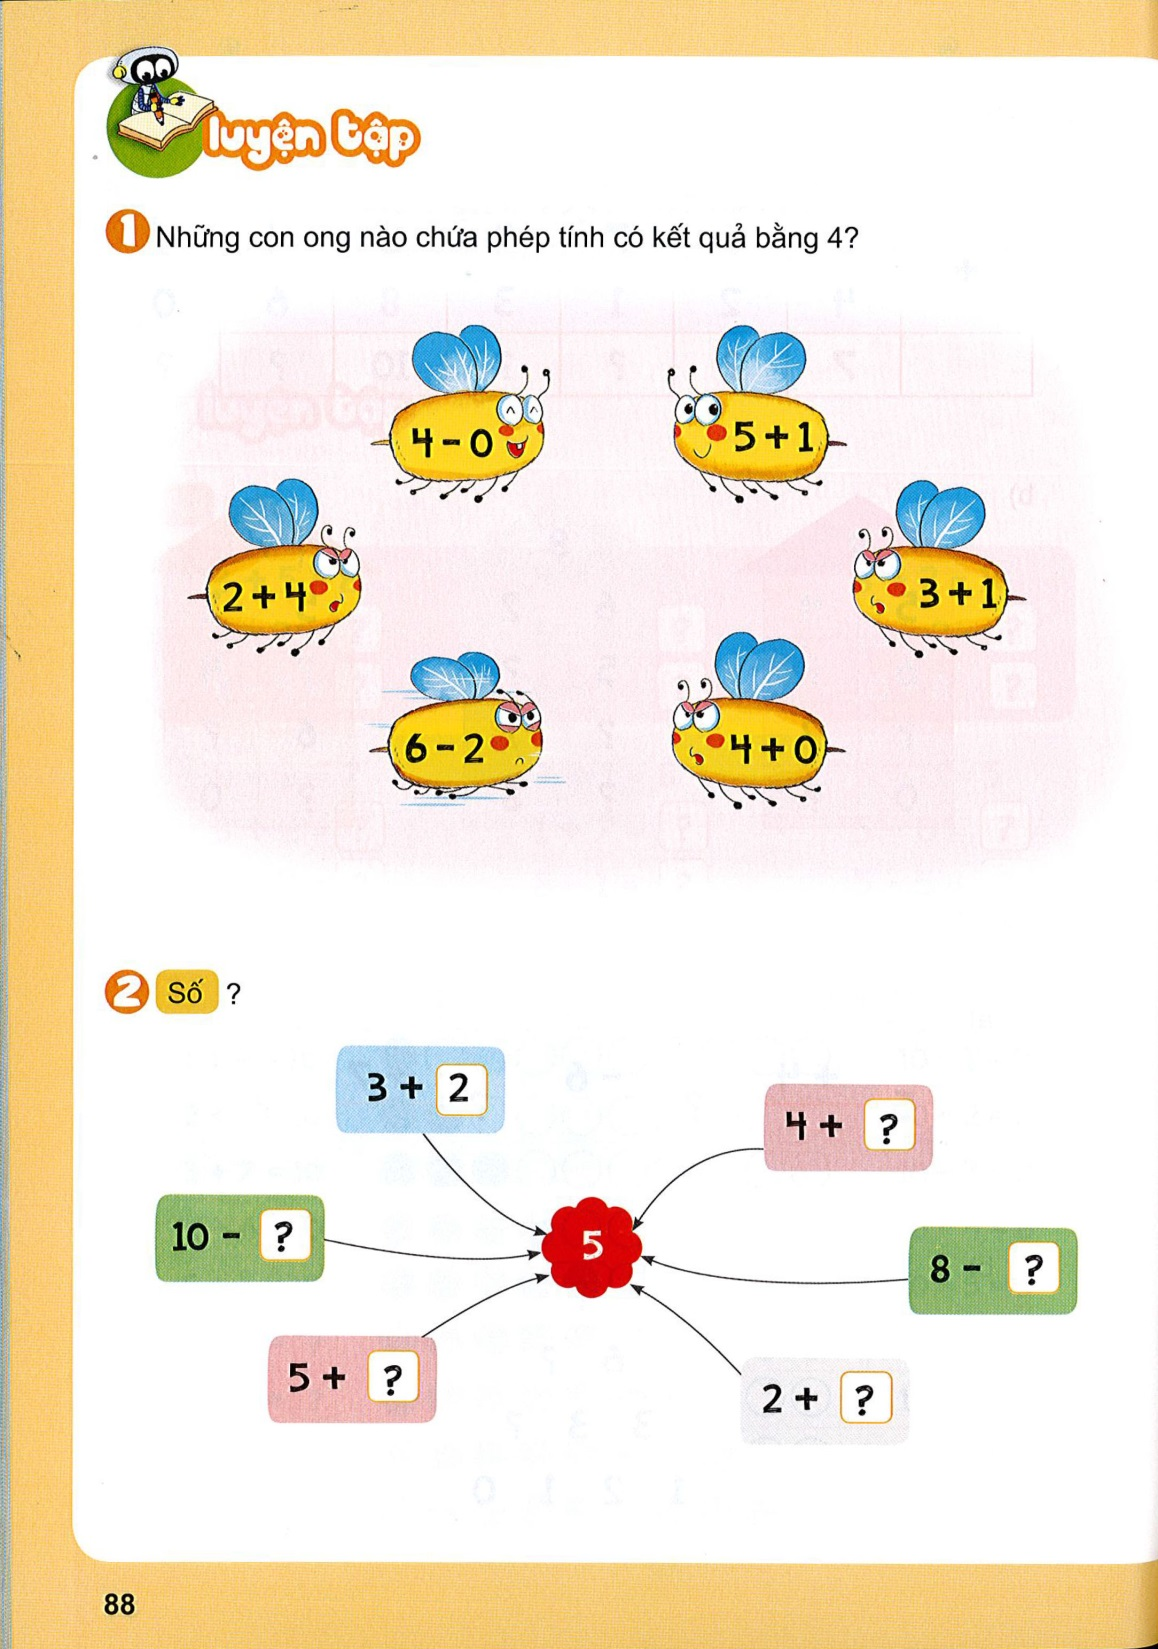 luyện tập
1 Những con ong nào chứa phép tính có kết quả bằng 4?
4 – 0
5 + 1
2 + 4
3 + 1
6 – 2
4 + 0
2 Số ?
3 + 2
4 + ?
10 – ?
5
8 – ?
5 + ?
2 + ?
88